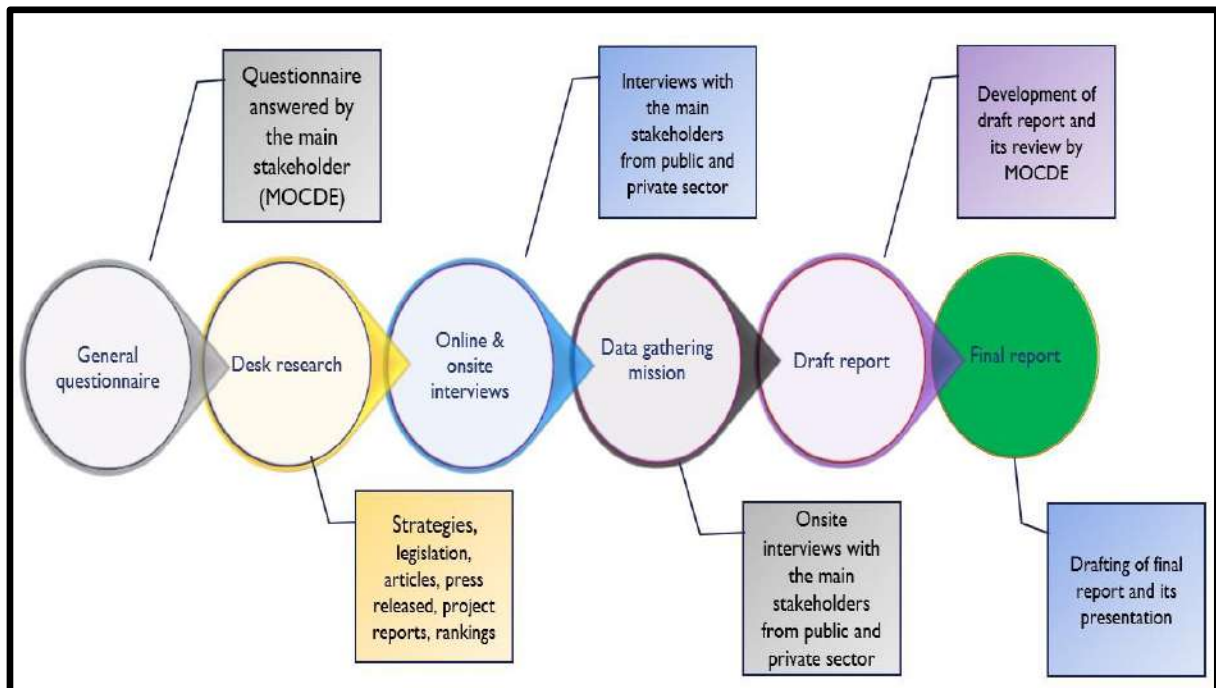 Questionnaire
answered by
the main
stakeholder
(MOCDE)
Interviews with
the main
stakeholders
from public and
private sector
Development of
draft report and
its review by
MOCDE
General
questionnaire
Desk research
Online &
onsite
interviews
Data gathering
mission
Draft report
Final report
Strategies,
legislation,
articles, press
released, project
reports, rankings
Onsite
interviews with
the main
stakeholders
from public and
private sector
Drafting of final
report and its
presentation